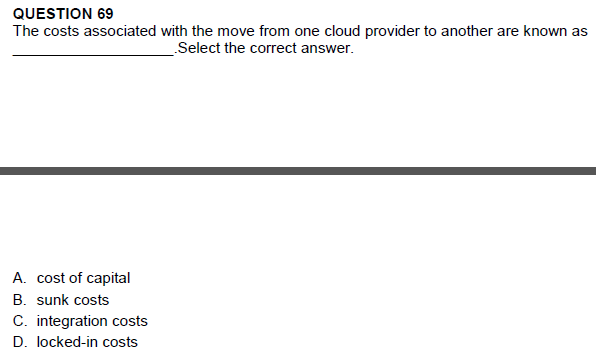 QUESTION 69
The costs associated with the move from one cloud provider to another are known as
____________________.Select the correct answer.
A. cost of capital
B. sunk costs
C. integration costs
D. locked-in costs